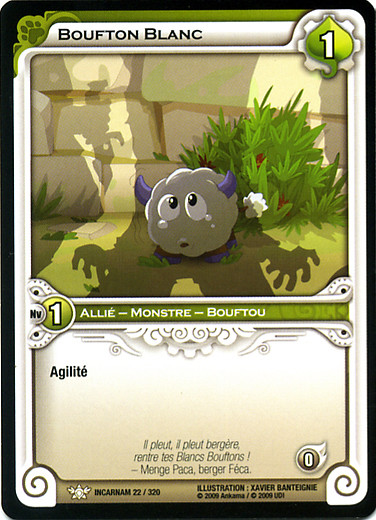 BOUFTON BLANC
1
Nv 1 ALLIÉ – MONSTRE – BOUFTOU
Agilité
Il pleut, il pleut bergère,
rentre tes Blancs Bouftons !
– Menge Paca, berger Féca.
0
INCARNAM 22 / 320
ILLUSTRATION : XAVIER BANTEIGNIE
© 2009 Ankama / © 2009 UDI